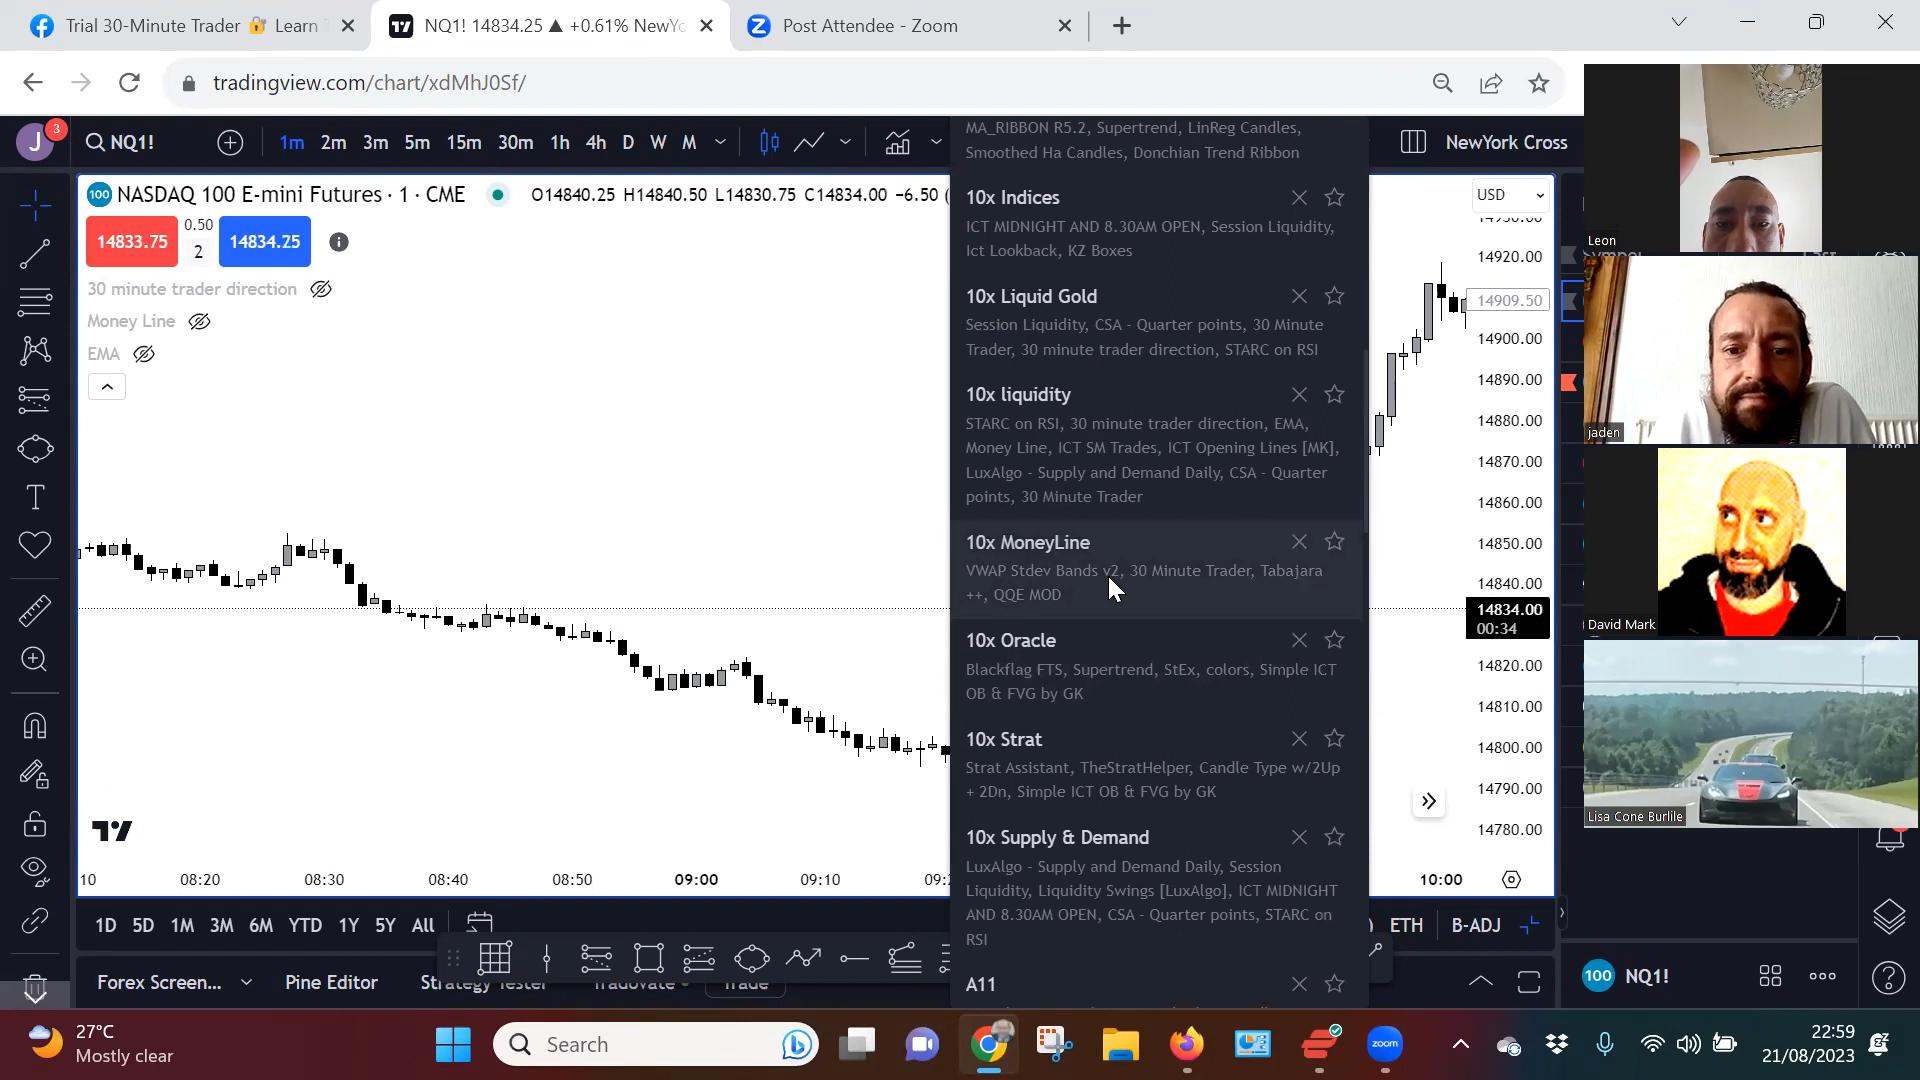 Trial 30-Minute Trader 🔒 Learn
NQ1! 14834.25 ▲ +0.61% NewYo
Post Attendee - Zoom
tradingview.com/chart/xdMhJ0Sf/
J
3
NQ1!
1m 2m 3m 5m 15m 30m 1h 4h D W M
NewYork Cross
100 NASDAQ 100 E-mini Futures · 1 · CME
O14840.25 H14840.50 L14830.75 C14834.00 −6.50 (
USD
14833.75
0.50
2
14834.25
30 minute trader direction
Money Line
EMA
MA_RIBBON R5.2, Supertrend, LinReg Candles,
Smoothed Ha Candles, Donchian Trend Ribbon
10x Indices
ICT MIDNIGHT AND 8.30AM OPEN, Session Liquidity,
Ict Lookback, KZ Boxes
10x Liquid Gold
Session Liquidity, CSA - Quarter points, 30 Minute
Trader, 30 minute trader direction, STARC on RSI
10x liquidity
STARC on RSI, 30 minute trader direction, EMA,
Money Line, ICT SM Trades, ICT Opening Lines [MK],
LuxAlgo - Supply and Demand Daily, CSA - Quarter
points, 30 Minute Trader
10x MoneyLine
VWAP Stdev Bands v2, 30 Minute Trader, Tabajara
++, QQE MOD
10x Oracle
Blackflag FTS, Supertrend, StEx, colors, Simple ICT
OB & FVG by GK
10x Strat
Strat Assistant, TheStratHelper, Candle Type w/2Up
+ 2Dn, Simple ICT OB & FVG by GK
10x Supply & Demand
LuxAlgo - Supply and Demand Daily, Session
Liquidity, Liquidity Swings [LuxAlgo], ICT MIDNIGHT
AND 8.30AM OPEN, CSA - Quarter points, STARC on
RSI
A11
14920.00
14909.50
14900.00
14890.00
14880.00
14870.00
14860.00
14850.00
14840.00
14834.00
00:34
14820.00
14810.00
14800.00
14790.00
14780.00
10 08:20 08:30 08:40 08:50 09:00 09:10 09:2
10:00
1D 5D 1M 3M 6M YTD 1Y 5Y All
ETH
B-ADJ
Forex Screen...
Pine Editor
Strategy Tester
Tradovate
Trade
100 NQ1!
Leon
jaden
David Mark
Lisa Cone Burlile
27°C
Mostly clear
Search
zoom
22:59
21/08/2023